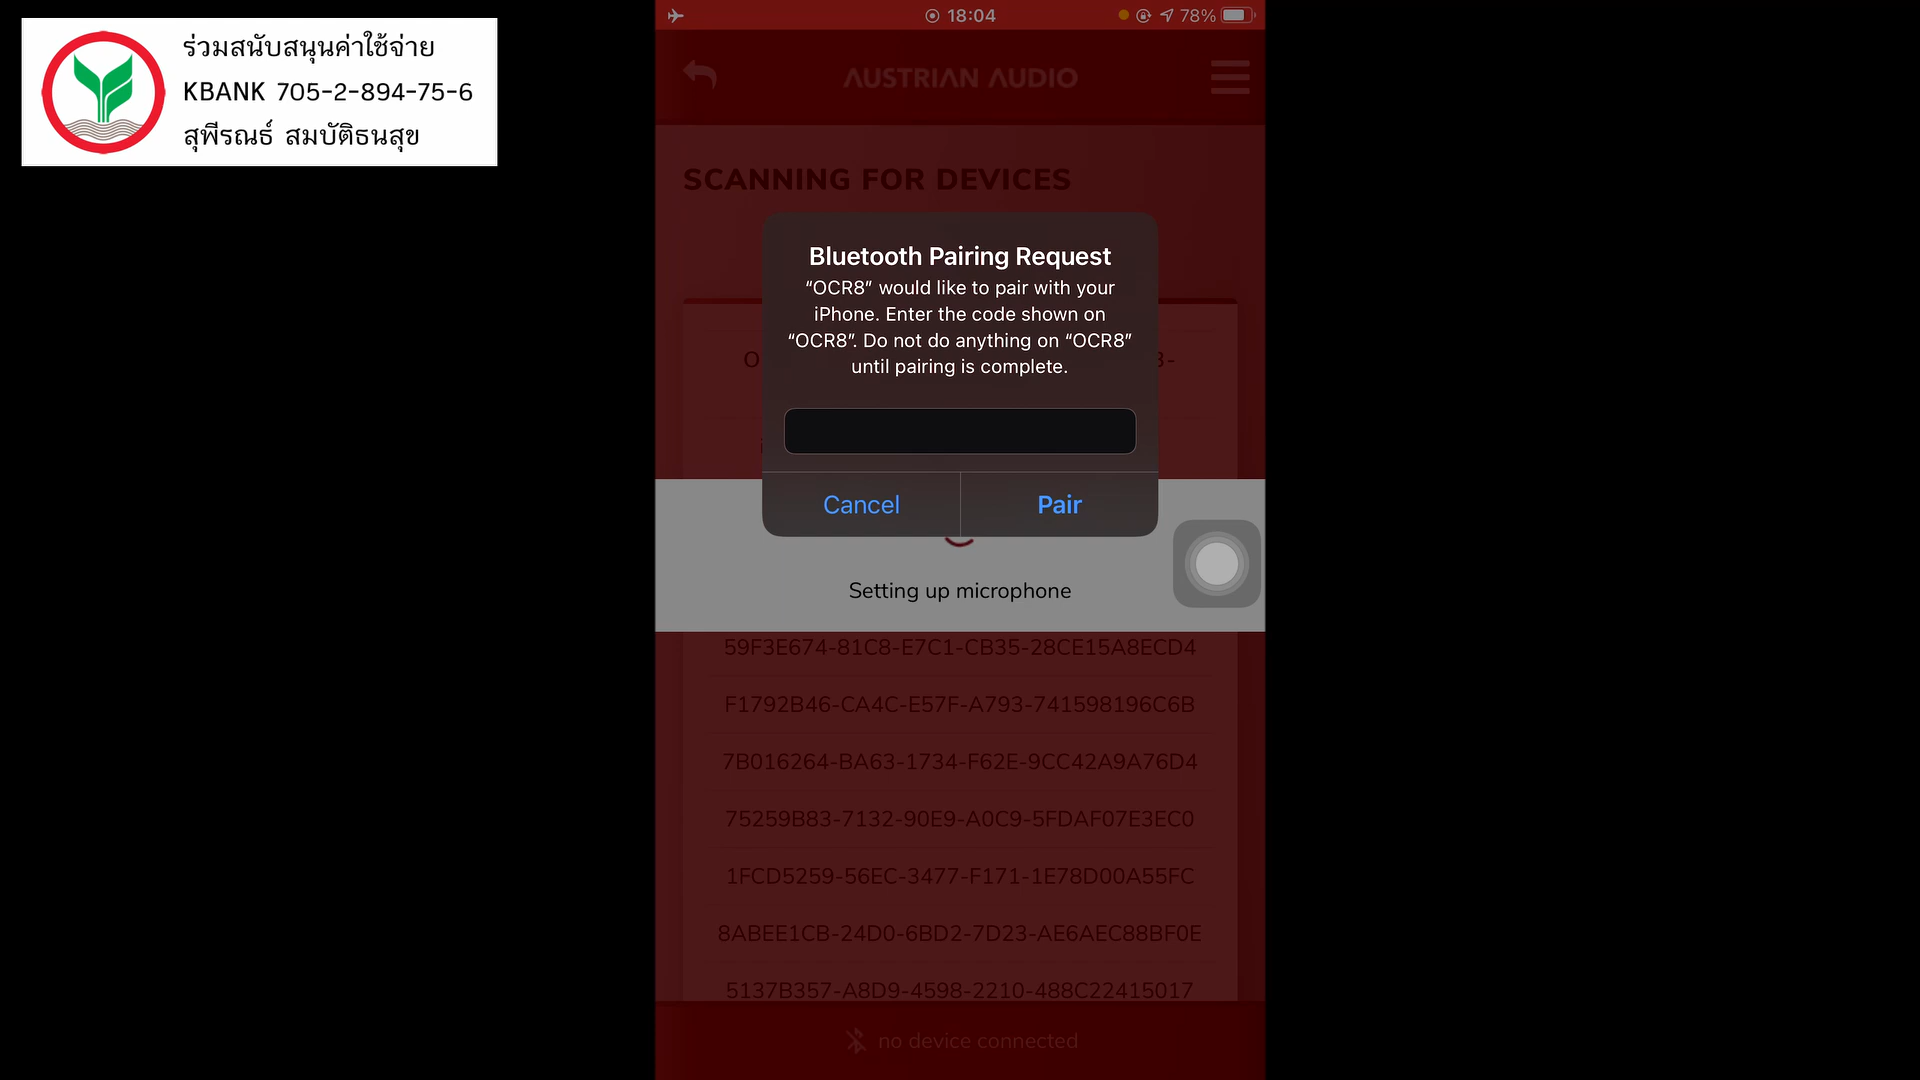 ร่วมสนับสนุนค่าใช้จ่าย
KBANK 705-2-894-75-6
สุพีรณธ์ สมบัติธนสุข
18:04
78%
AUSTRIAN AUDIO
SCANNING FOR DEVICES
Bluetooth Pairing Request
“OCR8” would like to pair with your
iPhone. Enter the code shown on
“OCR8”. Do not do anything on “OCR8”
until pairing is complete.
Cancel
Pair
Setting up microphone
59F3E674-81C8-E7C1-CB35-28CE15A8ECD4
F1792B46-CA4C-E57F-A793-741598196C6B
7B016264-BA63-1734-F62E-9CC42A9A76D4
75259B83-7132-90E9-A0C9-5FDAF07E3EC0
1FCD5259-56EC-3477-F171-1E78D00A55FC
8ABEE1CB-24D0-6BD2-7D23-AE6AEC88BF0E
5137B357-A8D9-4598-2210-488C22415017
no device connected